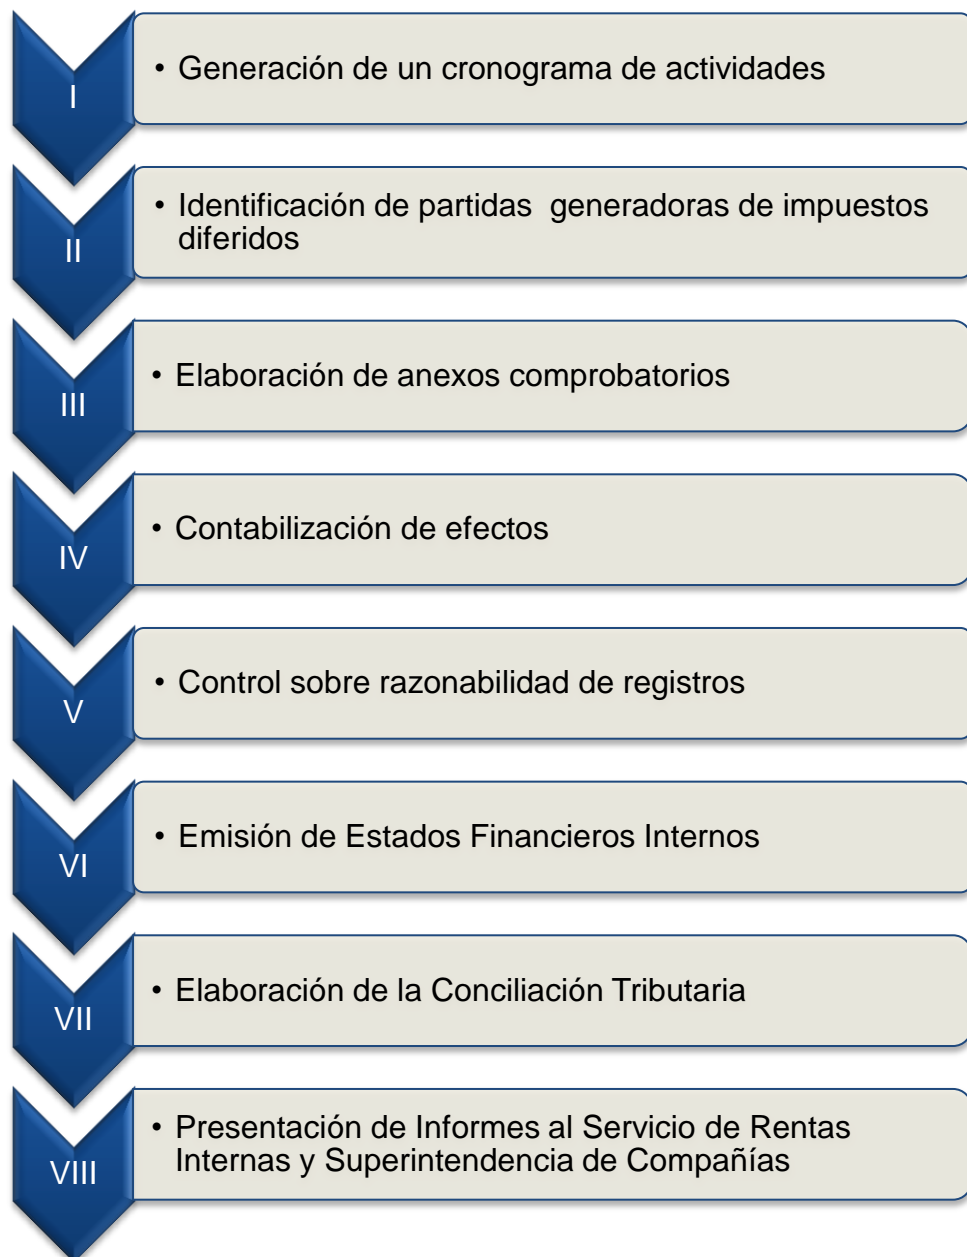 I
• Generación de un cronograma de actividades
II
• Identificación de partidas generadoras de impuestos
diferidos
III
• Elaboración de anexos comprobatorios
IV
• Contabilización de efectos
V
• Control sobre razonabilidad de registros
VI
• Emisión de Estados Financieros Internos
VII
• Elaboración de la Conciliación Tributaria
VIII
• Presentación de Informes al Servicio de Rentas
Internas y Superintendencia de Compañías